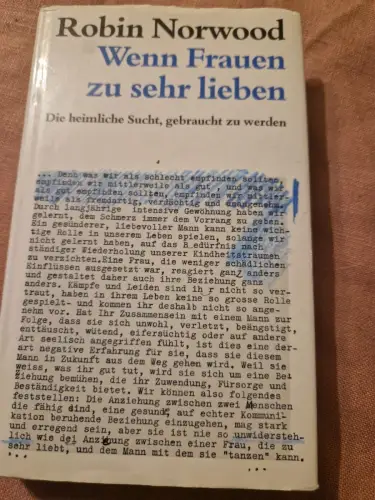 Robin Norwood
Wenn Frauen
zu sehr lieben
Die heimliche Sucht, gebraucht zu werden
... Denn was wir als schlecht empfinden sollten,
empfinden wir mittlerweile als gut - und was wir
als gut empfinden sollten, empfinden wir mittler-
weile als fremdartig, verdächtig und unangenehm.
Durch langjährige intensive Gewöhnung haben wir
gelernt, dem Schmerz immer dem Vorrang zu geben.
Ein gesünderer, liebevoller Mann kann keine wich-
tige Rolle in unserem Leben spielen, solange wir
nicht gelernt haben, auf das Bedürfnis nach
ständiger Wiederholung unserer Kindheitstraumen
zu verzichten.Eine Frau, die weniger schädlichen
Einflüssen ausgesetzt war, reagiert ganz anders
und gestaltet daher auch ihre Beziehung ganz
anders. Kämpfe und Leiden sind ihr nicht so ver-
traut, haben in ihrem Leben keine so grosse Rolle
gespielt- und kommen ihr deshalb nicht so ange-
nehm vor. Hat ihr Zusammensein mit einem Mann zur
Folge, dass sie sich unwohl, verletzt, beängstigt,
enttäuscht, wütend, eifersüchtig oder auf andere
Art seelisch angegriffen fühlt, ist dies eine der-
art negative Erfahrung für sie, dass sie diesem
Mann in Zukunft aus dem Weg gehen wird. Weil sie
weiss, was ihr gut tut, wird sie sich um eine Be-
ziehung bemühen, die ihr Zuwendung, Fürsorge und
Beständigkeit bietet. Wir können also folgendes
feststellen: Die Anziehung zwischen zwei Menschen
die fähig sind, eine gesunde, auf echter Kommuni-
kation beruhende Beziehung einzugehen, mag stark
und erregend sein, aber sie ist nie so unwidersteh-
lich wie der Anziehung zwischen einer Frau, die zu
sehr liebt, und dem Mann mit dem sie "tanzen" kann.
... ...